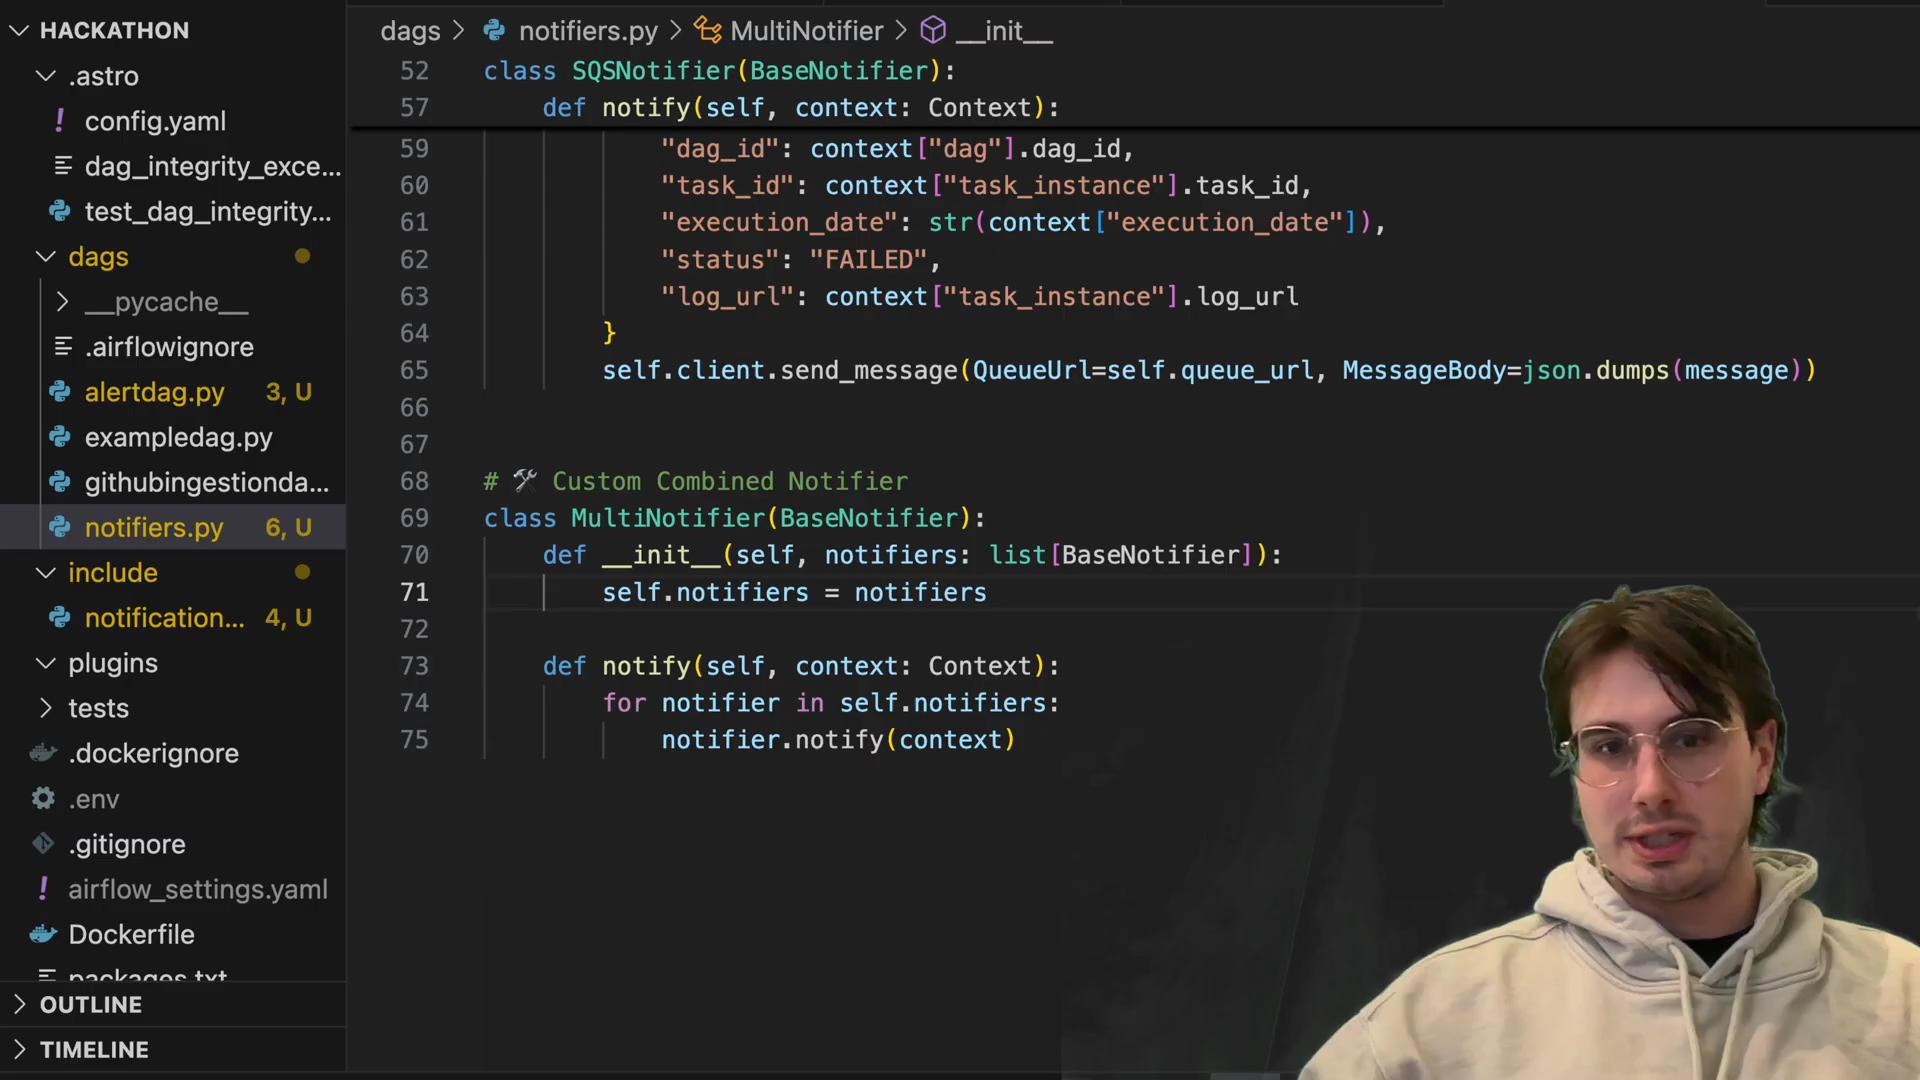 HACKATHON
.astro
config.yaml
dag_integrity_exce...
test_dag_integrity...
dags
__pycache__
.airflowignore
alertdag.py 3, U
exampledag.py
githubingestionda...
notifiers.py 6, U
include
notification... 4, U
plugins
tests
.dockerignore
.env
.gitignore
airflow_settings.yaml
Dockerfile
packages.txt
OUTLINE
TIMELINE
dags > notifiers.py > MultiNotifier > __init__
52 class SQSNotifier(BaseNotifier):
57 def notify(self, context: Context):
59 "dag_id": context["dag"].dag_id,
60 "task_id": context["task_instance"].task_id,
61 "execution_date": str(context["execution_date"]),
62 "status": "FAILED",
63 "log_url": context["task_instance"].log_url
64 }
65 self.client.send_message(QueueUrl=self.queue_url, MessageBody=json.dumps(message))
66
67
68 # 🛠 Custom Combined Notifier
69 class MultiNotifier(BaseNotifier):
70 def __init__(self, notifiers: list[BaseNotifier]):
71 self.notifiers = notifiers
72
73 def notify(self, context: Context):
74 for notifier in self.notifiers:
75 notifier.notify(context)